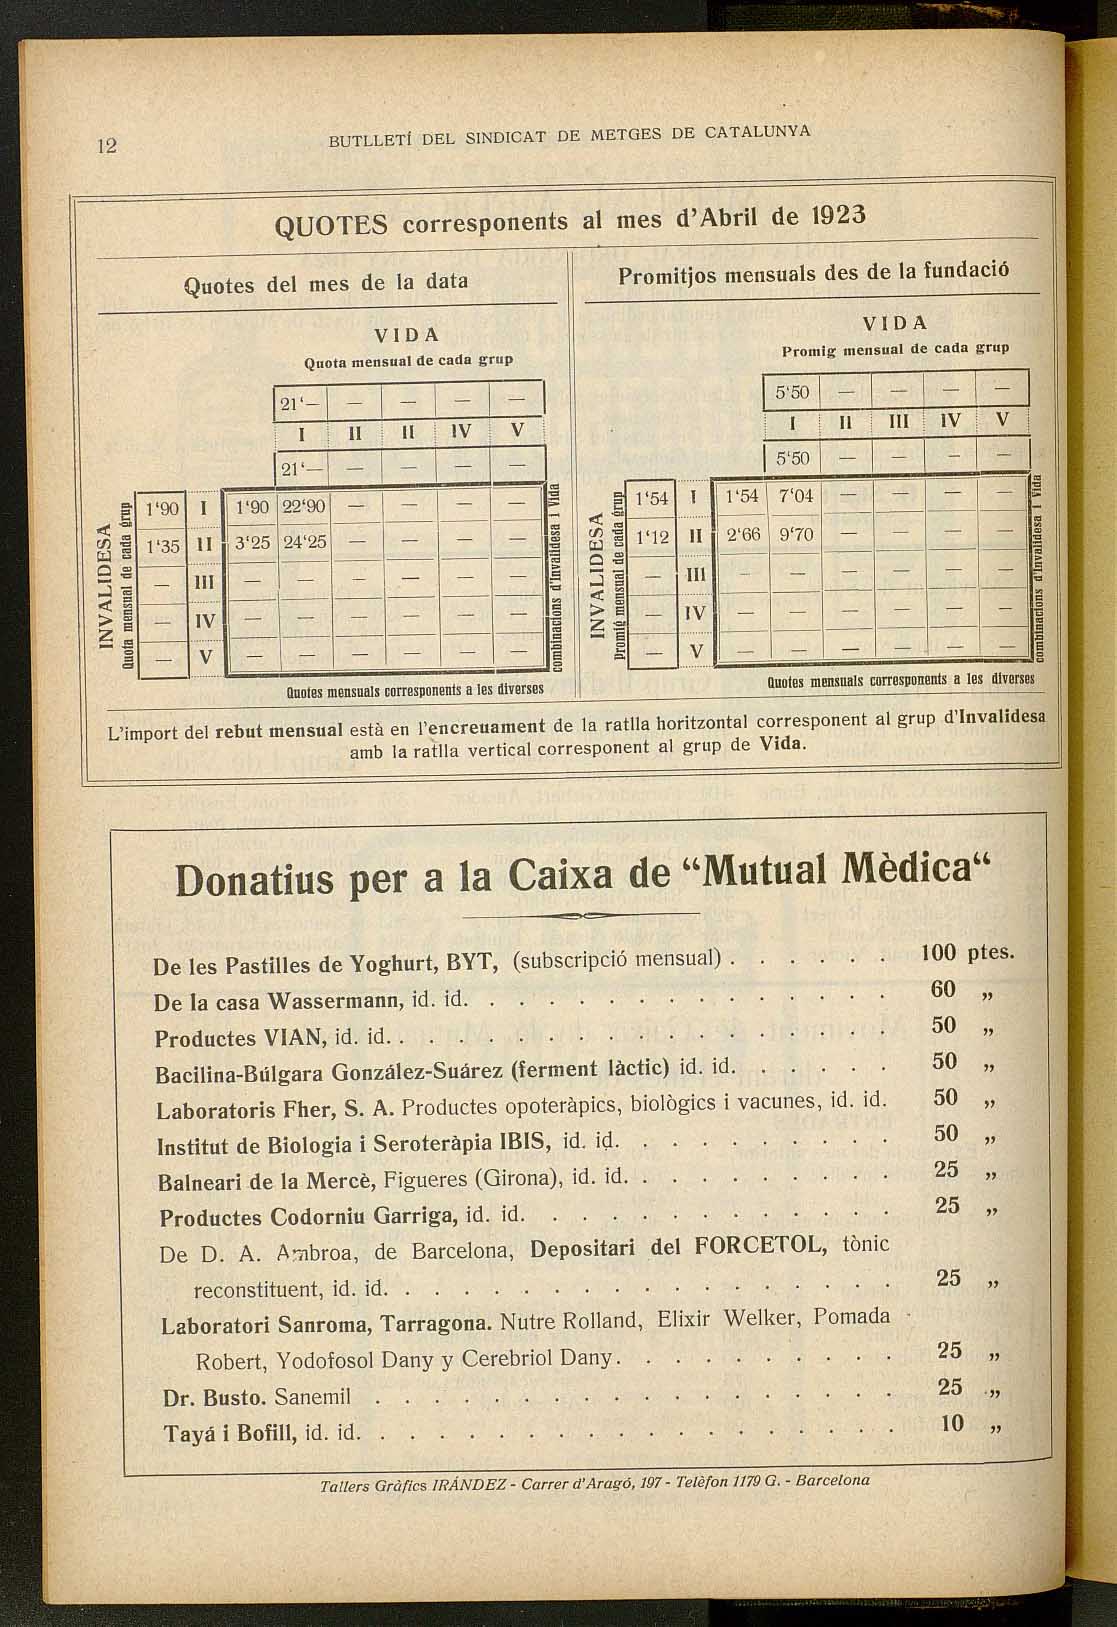 12
BUTLLETÍ DEL SINDICAT DE METGES DE CATALUNYA
QUOTES corresponents al mes d'Abril de 1923
Quotes del mes de la data
VIDA
Quota mensual de cada grup
21‘— — — — —
I II II IV V
21‘— — — — —
INVALIDESA
Quota mensual de cada grup
1‘90 I 1‘90 22‘90 — — — —
1‘35 II 3‘25 24‘25 — — — —
— III — — — — — —
— IV — — — — — —
— V — — — — — —
combinacions d'Invalidesa i Vida
Quotes mensuals corresponents a les diverses
Promitjos mensuals des de la fundació
VIDA
Promig mensual de cada grup
5‘50 — — — —
I II III IV V
5‘50 — — — —
INVALIDESA
Promig mensual de cada grup
1‘54 I 1‘54 7‘04 — — — —
1‘12 II 2‘66 9‘70 — — — —
— III — — — — — —
— IV — — — — — —
— V — — — — — —
combinacions d'Invalidesa i Vida
Quotes mensuals corresponents a les diverses
L'import del rebut mensual està en l'encreuament de la ratlla horitzontal corresponent al grup d'Invalidesa
amb la ratlla vertical corresponent al grup de Vida.
Donatius per a la Caixa de “Mutual Mèdica“
De les Pastilles de Yoghurt, BYT, (subscripció mensual) . . . . . . 100 ptes.
De la casa Wassermann, id. id. . . . . . . . . . . . . . . 60 „
Productes VIAN, id. id. . . . . . . . . . . . . . . . . . 50 „
Bacilina-Búlgara González-Suárez (ferment làctic) id. id. . . . . . 50 „
Laboratoris Fher, S. A. Productes opoteràpics, biològics i vacunes, id. id. 50 „
Institut de Biologia i Seroteràpia IBIS, id. id. . . . . . . . . . 50 „
Balneari de la Mercè, Figueres (Girona), id. id. . . . . . . . . . 25 „
Productes Codorniu Garriga, id. id. . . . . . . . . . . . . 25 „
De D. A. Ambroa, de Barcelona, Depositari del FORCETOL, tònic
reconstituent, id. id. . . . . . . . . . . . . . . . . . 25 „
Laboratori Sanroma, Tarragona. Nutre Rolland, Elixir Welker, Pomada
Robert, Yodofosol Dany y Cerebriol Dany. . . . . . . . . . 25 „
Dr. Busto. Sanemil . . . . . . . . . . . . . . . . . . 25 „
Tayá i Bofill, id. id. . . . . . . . . . . . . . . . . . . 10 „
Tallers Gràfics IRÁNDEZ - Carrer d'Aragó, 197 - Telèfon 1179 G. - Barcelona